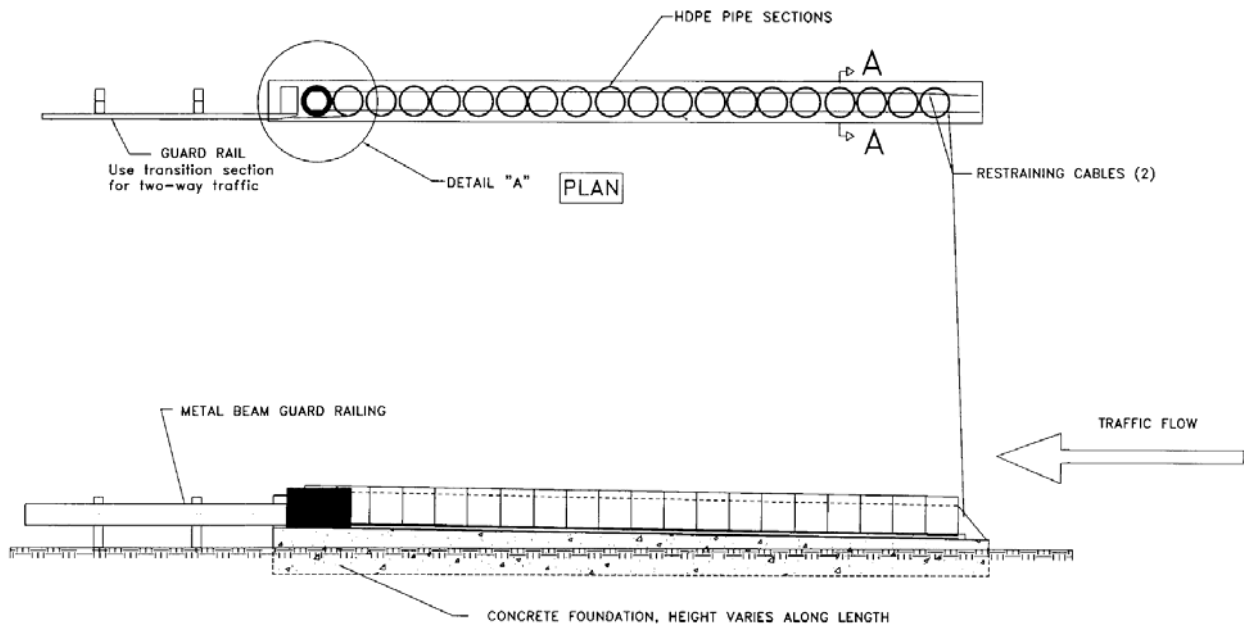 HDPE PIPE SECTIONS
A
A
GUARD RAIL
Use transition section
for two-way traffic
DETAIL "A"
PLAN
RESTRAINING CABLES (2)
METAL BEAM GUARD RAILING
TRAFFIC FLOW
CONCRETE FOUNDATION, HEIGHT VARIES ALONG LENGTH